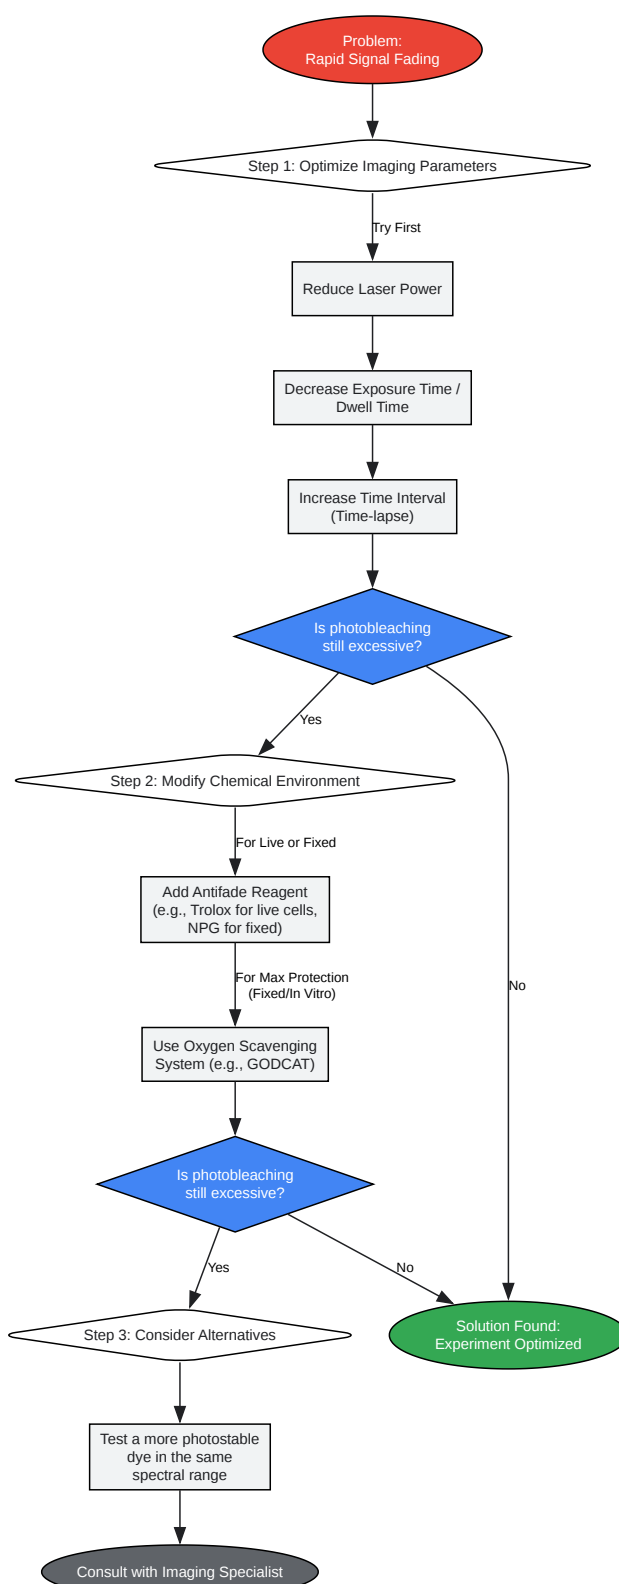 Problem:
Rapid Signal Fading
Step 1: Optimize Imaging Parameters
Try First
Reduce Laser Power
Decrease Exposure Time /
Dwell Time
Increase Time Interval
(Time-lapse)
Is photobleaching
still excessive?
Yes
Step 2: Modify Chemical Environment
For Live or Fixed
Add Antifade Reagent
(e.g., Trolox for live cells,
NPG for fixed)
For Max Protection
(Fixed/In Vitro)
No
Use Oxygen Scavenging
System (e.g., GODCAT)
Is photobleaching
still excessive?
Yes
No
Step 3: Consider Alternatives
Solution Found:
Experiment Optimized
Test a more photostable
dye in the same
spectral range
Consult with Imaging Specialist